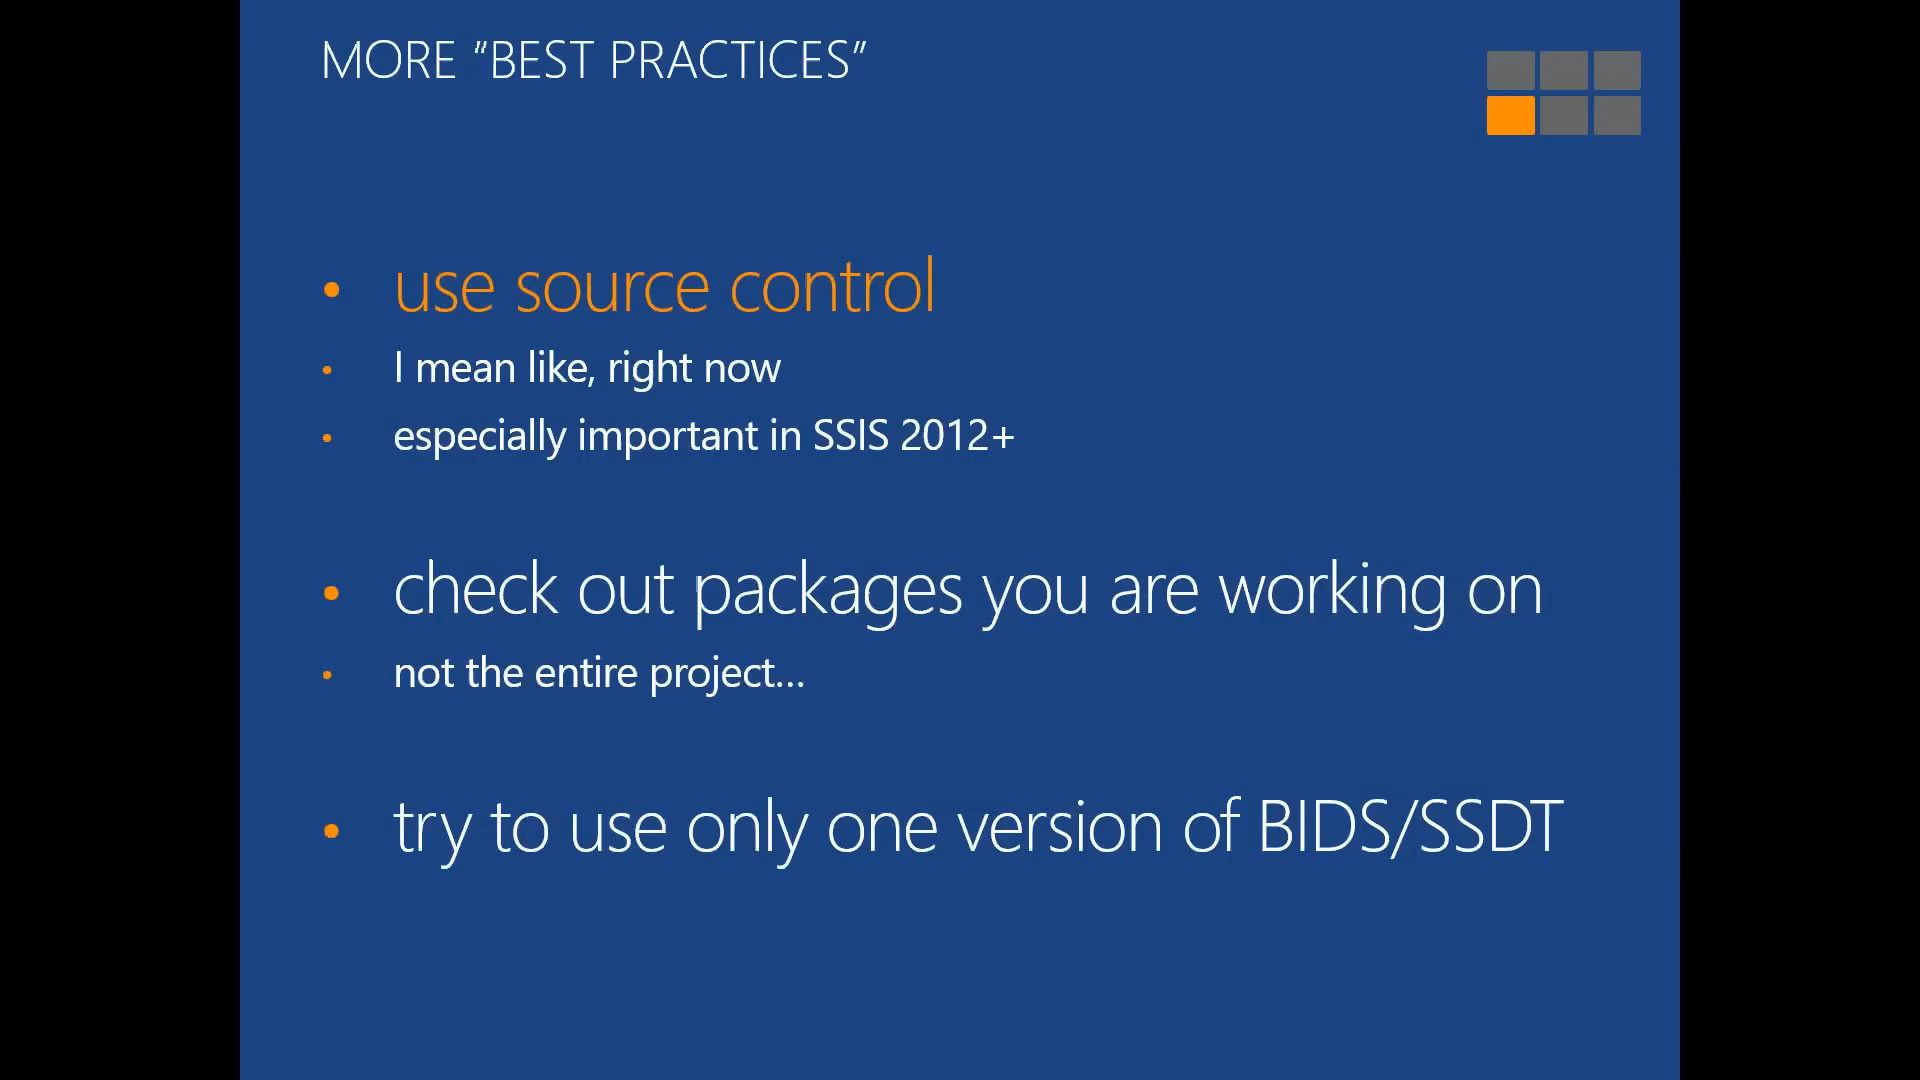 MORE “BEST PRACTICES”
• use source control
• I mean like, right now
• especially important in SSIS 2012+
• check out packages you are working on
• not the entire project...
• try to use only one version of BIDS/SSDT